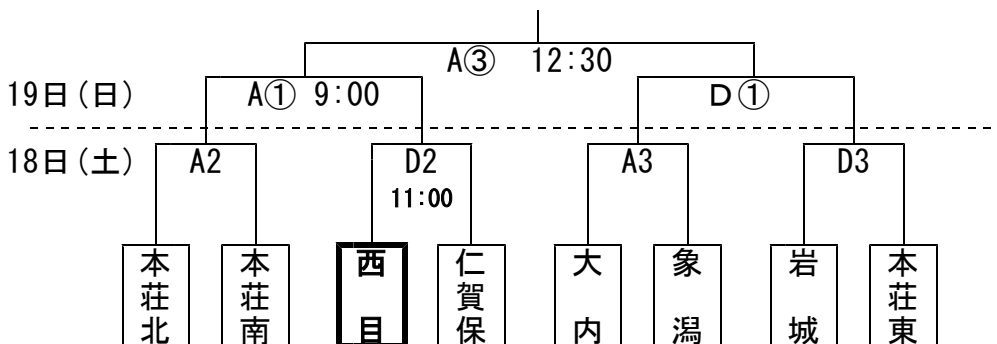 A③ 12:30
19日(日) A① 9:00 D①
18日(土) A2 D2 A3 D3
11:00
本荘北 本荘南 西目 仁賀保 大内 象潟 岩城 本荘東